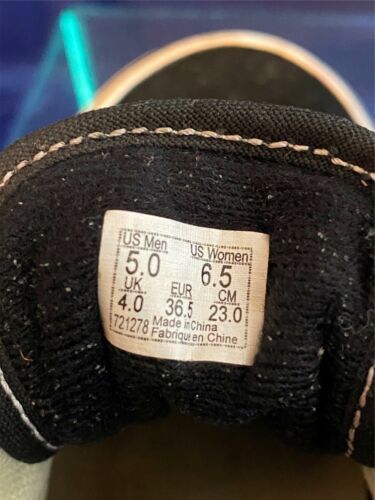 US Men US Women
5.0 6.5
UK EUR CM
4.0 36.5 23.0
721278 Made in China
Fabriqué en Chine